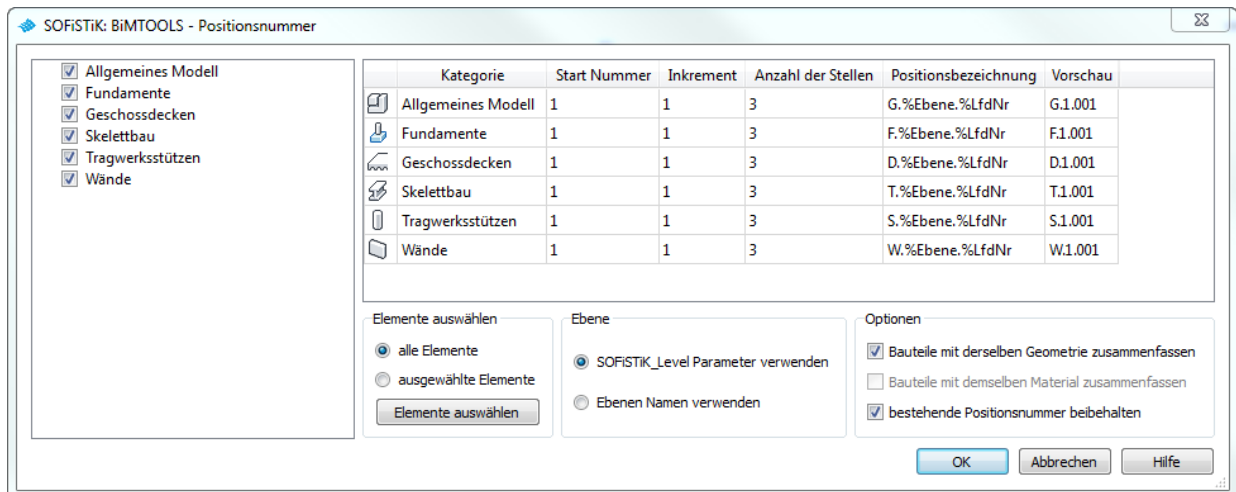 SOFiSTiK: BiMTOOLS - Positionsnummer
Allgemeines Modell
Fundamente
Geschossdecken
Skelettbau
Tragwerksstützen
Wände
Kategorie Start Nummer Inkrement Anzahl der Stellen Positionsbezeichnung Vorschau
Allgemeines Modell 1 1 3 G.%Ebene.%LfdNr G.1.001
Fundamente 1 1 3 F.%Ebene.%LfdNr F.1.001
Geschossdecken 1 1 3 D.%Ebene.%LfdNr D.1.001
Skelettbau 1 1 3 T.%Ebene.%LfdNr T.1.001
Tragwerksstützen 1 1 3 S.%Ebene.%LfdNr S.1.001
Wände 1 1 3 W.%Ebene.%LfdNr W.1.001
Elemente auswählen
alle Elemente
ausgewählte Elemente
Elemente auswählen
Ebene
SOFiSTiK_Level Parameter verwenden
Ebenen Namen verwenden
Optionen
Bauteile mit derselben Geometrie zusammenfassen
Bauteile mit demselben Material zusammenfassen
bestehende Positionsnummer beibehalten
OK Abbrechen Hilfe